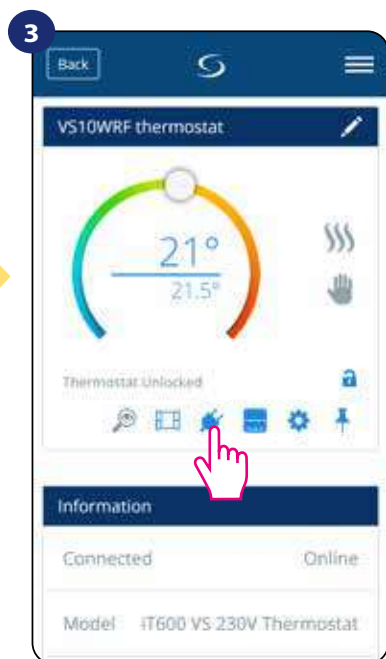 3
Back
VS10WRF thermostat
21°
21.5°
Thermostat Unlocked
Information
Connected Online
Model iT600 VS 230V Thermostat